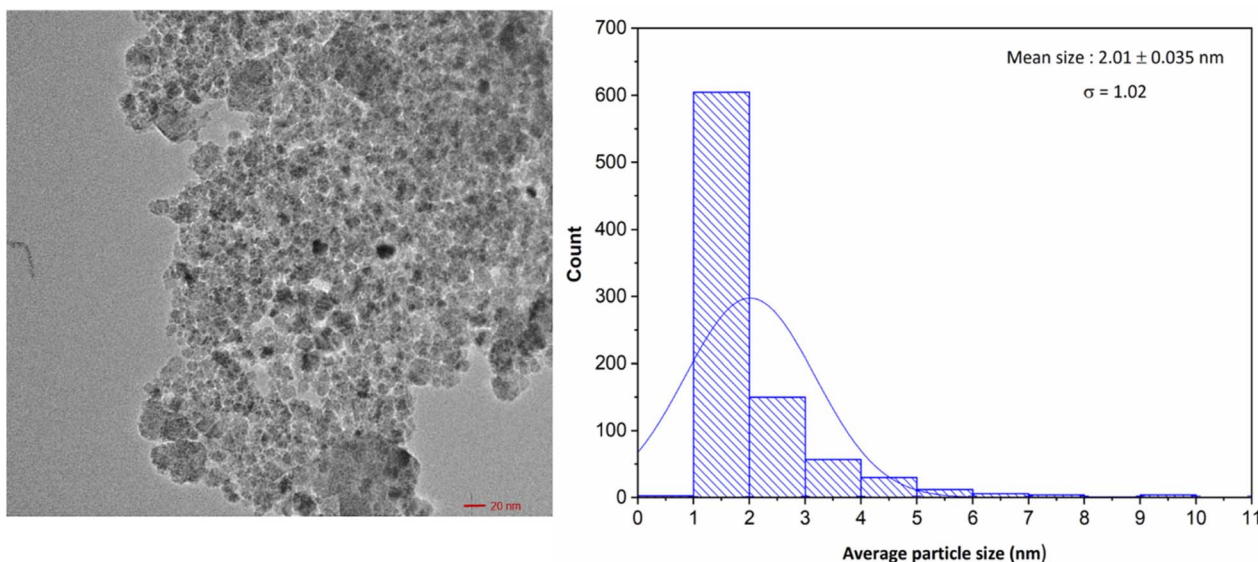 20 nm
Mean size : 2.01 ± 0.035 nm
σ = 1.02
700
600
500
400
300
200
100
0
Count
0 1 2 3 4 5 6 7 8 9 10 11
Average particle size (nm)